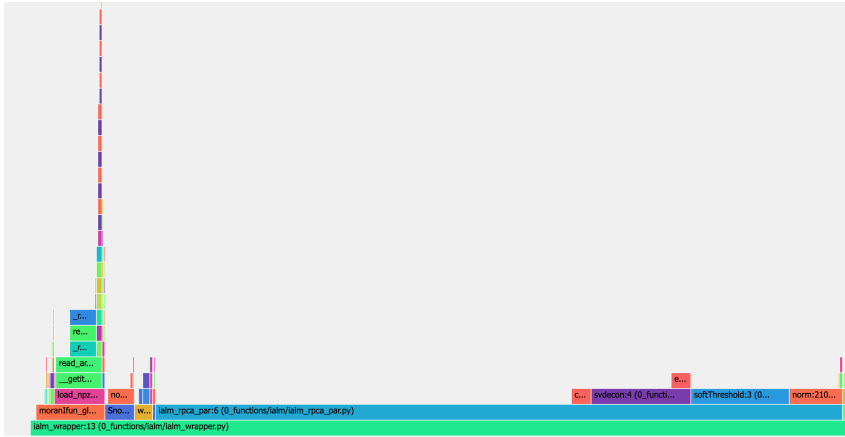 _r...
re...
_r...
read_ar...
__getit...
e...
load_npz...
no...
c...
svdecon:4 (0_functi...
softThreshold:3 (0...
norm:210...
moranIfun_gl...
Sno...
w...
ialm_rpca_par:6 (0_functions/ialm/ialm_rpca_par.py)
ialm_wrapper:13 (0_functions/ialm/ialm_wrapper.py)